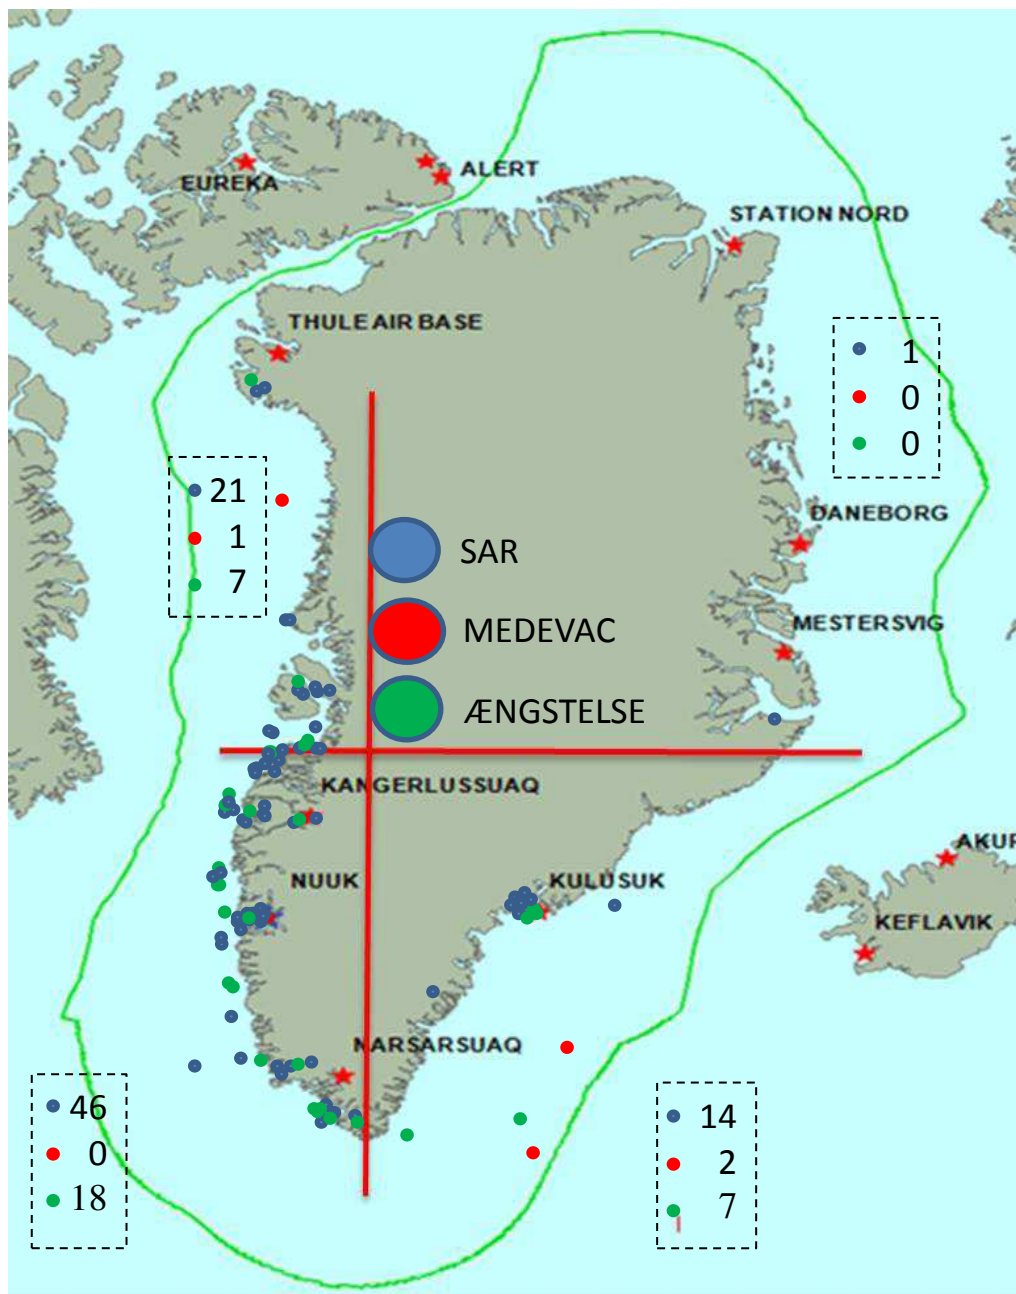 ALERT
EUREKA
STATION NORD
THULE AIR BASE
1
0
0
21
1
7
DANEBORG
SAR
MEDEVAC
ÆNGSTELSE
MESTERSVIG
KANGERLUSSUAQ
AKUR
NUUK
KULUSUK
KEFLAVIK
NARSARSUAQ
46
0
18
14
2
7